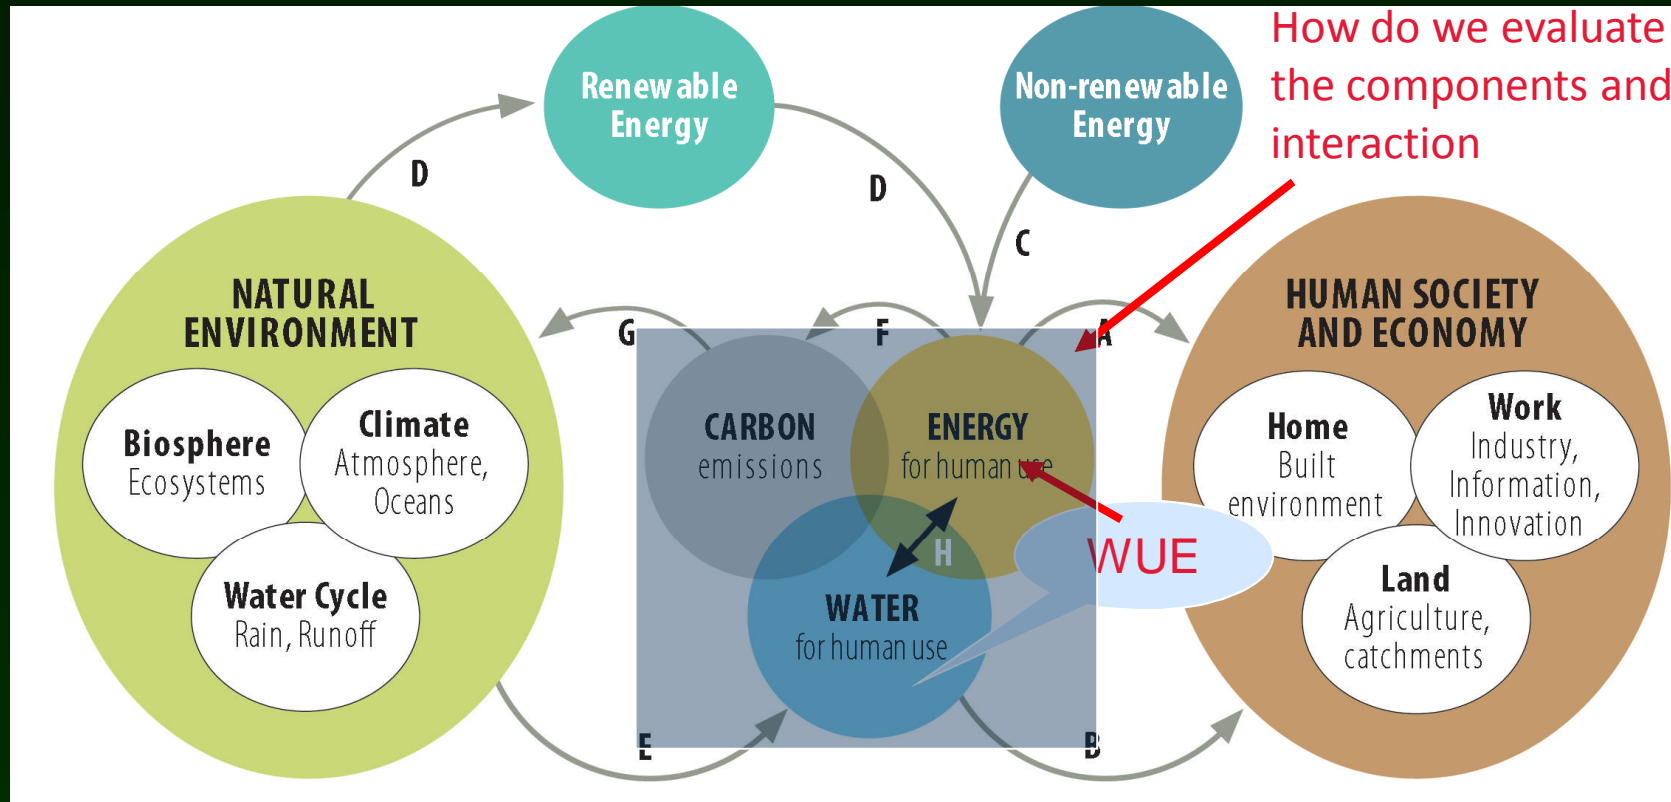 How do we evaluate
the components and
interaction
Renewable
Energy
Non-renewable
Energy
D
D
C
NATURAL
ENVIRONMENT
Biosphere
Ecosystems
Climate
Atmosphere,
Oceans
Water Cycle
Rain, Runoff
G
F
A
CARBON
emissions
ENERGY
for human use
H
WUE
WATER
for human use
E
B
HUMAN SOCIETY
AND ECONOMY
Home
Built
environment
Work
Industry,
Information,
Innovation
Land
Agriculture,
catchments